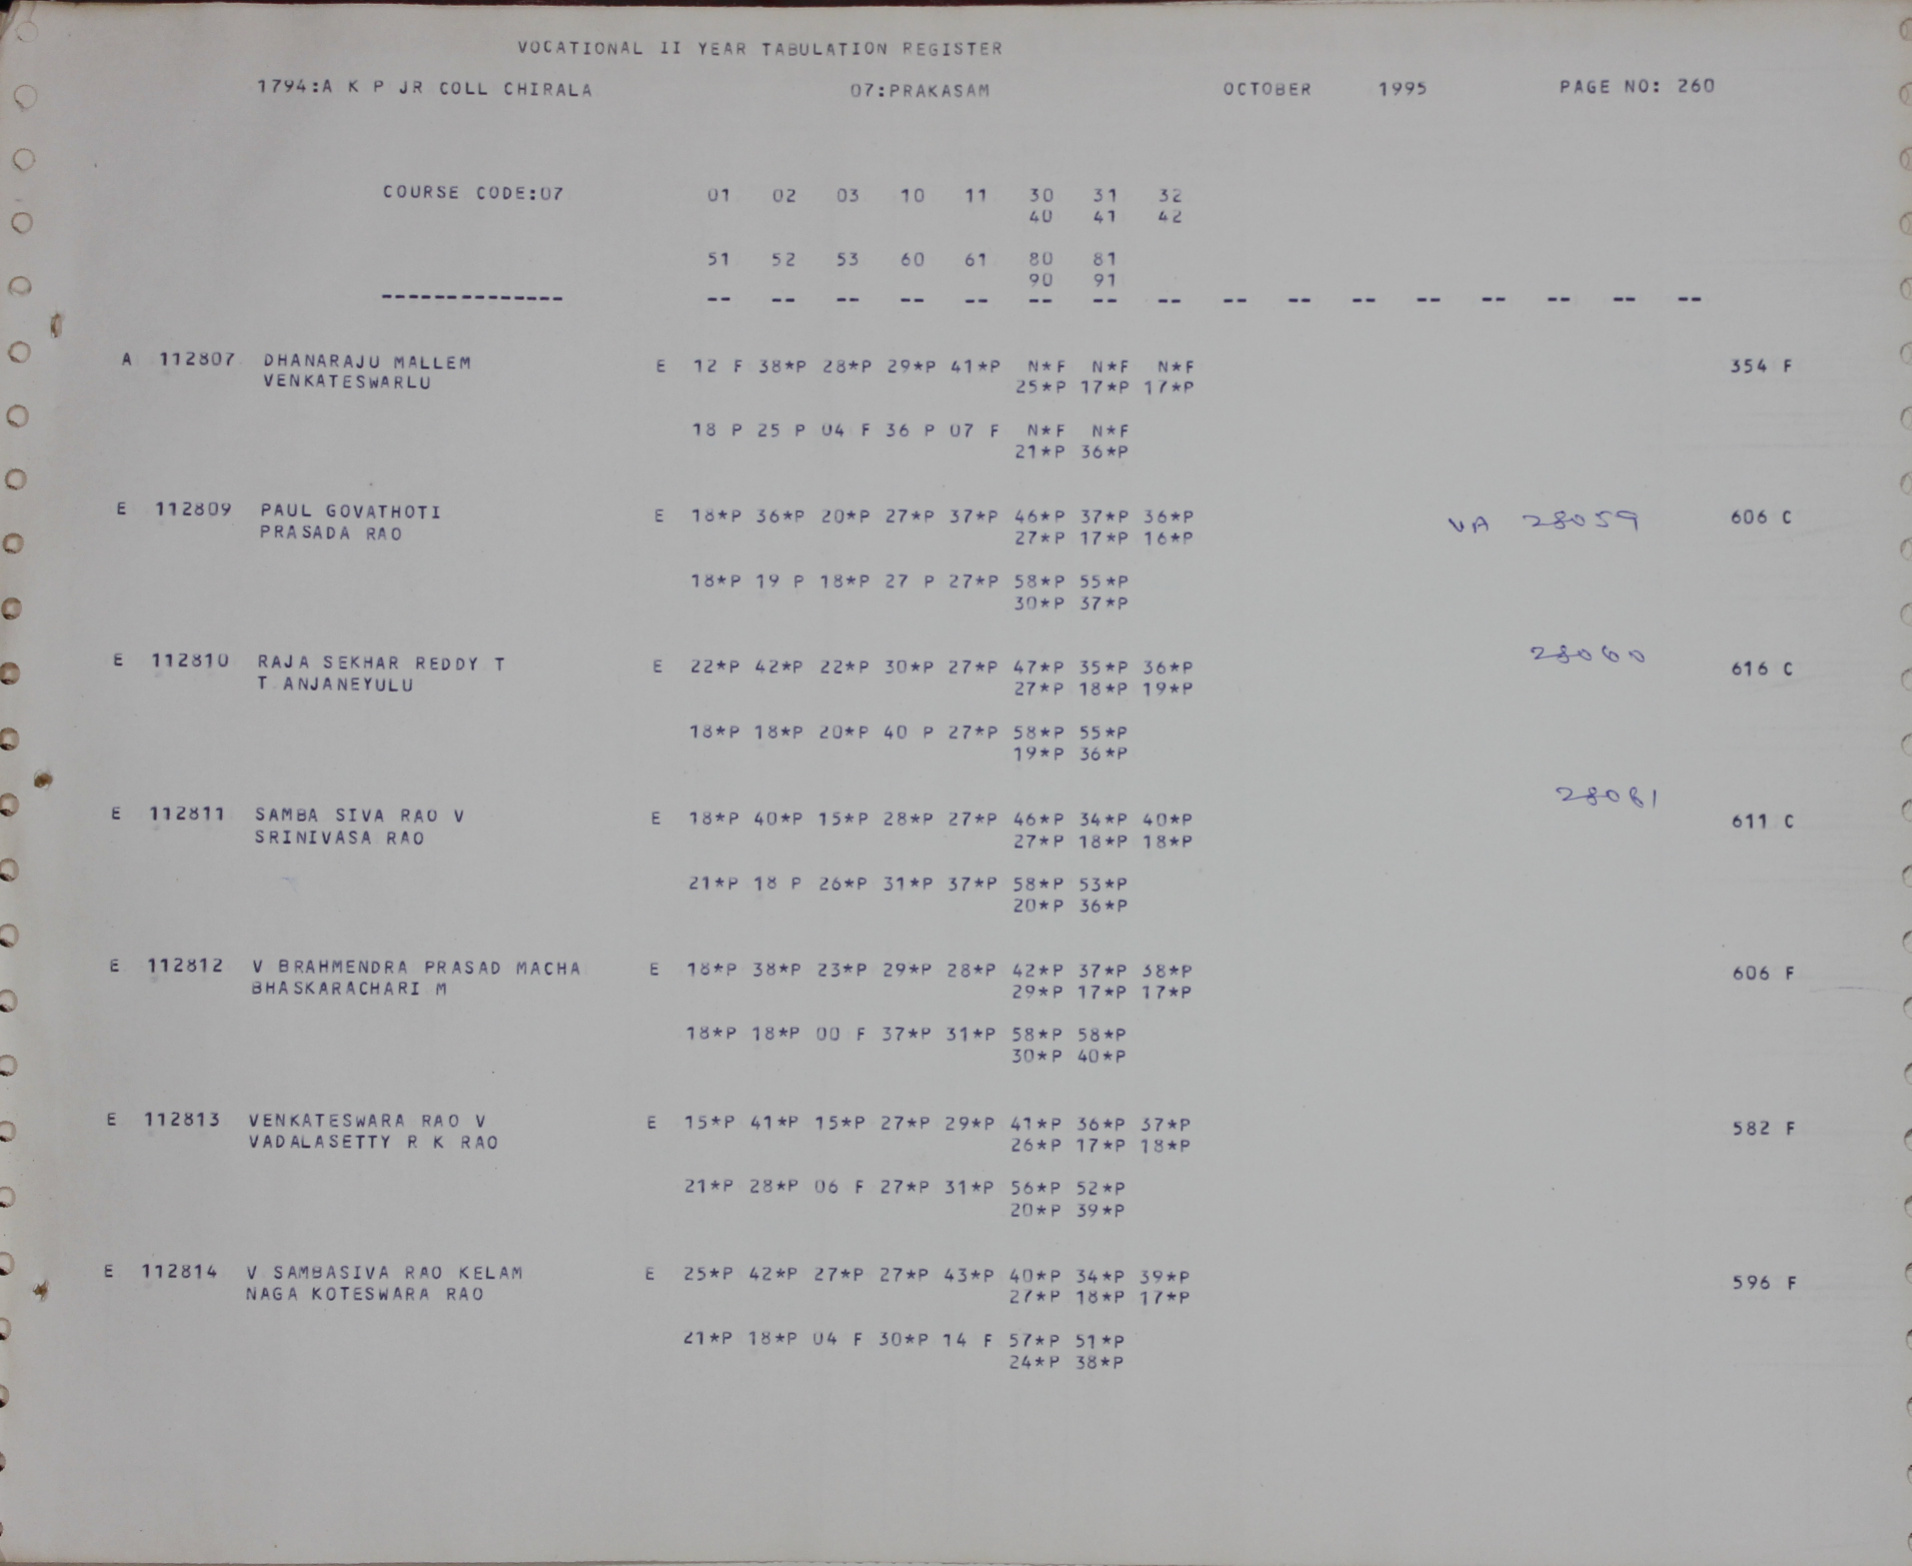 VOCATIONAL II YEAR TABULATION REGISTER
1794:A K P JR COLL CHIRALA 07:PRAKASAM OCTOBER 1995 PAGE NO: 260
COURSE CODE:07 01 02 03 10 11 30 31 32
40 41 42
51 52 53 60 61 80 81
90 91
-------------- -- -- -- -- -- -- -- -- -- -- -- -- -- -- -- --
A 112807 DHANARAJU MALLEM E 12 F 38*P 28*P 29*P 41*P N*F N*F N*F 354 F
VENKATESWARLU 25*P 17*P 17*P
18 P 25 P 04 F 36 P 07 F N*F N*F
21*P 36*P
E 112809 PAUL GOVATHOTI E 18*P 36*P 20*P 27*P 37*P 46*P 37*P 36*P VA 28059 606 C
PRASADA RAO 27*P 17*P 16*P
18*P 19 P 18*P 27 P 27*P 58*P 55*P
30*P 37*P
E 112810 RAJA SEKHAR REDDY T E 22*P 42*P 22*P 30*P 27*P 47*P 35*P 36*P 28060 616 C
T ANJANEYULU 27*P 18*P 19*P
18*P 18*P 20*P 40 P 27*P 58*P 55*P
19*P 36*P
E 112811 SAMBA SIVA RAO V E 18*P 40*P 15*P 28*P 27*P 46*P 34*P 40*P 28061 611 C
SRINIVASA RAO 27*P 18*P 18*P
21*P 18 P 26*P 31*P 37*P 58*P 53*P
20*P 36*P
E 112812 V BRAHMENDRA PRASAD MACHA E 18*P 38*P 23*P 29*P 28*P 42*P 37*P 38*P 606 F
BHASKARACHARI M 29*P 17*P 17*P
18*P 18*P 00 F 37*P 31*P 58*P 58*P
30*P 40*P
E 112813 VENKATESWARA RAO V E 15*P 41*P 15*P 27*P 29*P 41*P 36*P 37*P 582 F
VADALASETTY R K RAO 26*P 17*P 18*P
21*P 28*P 06 F 27*P 31*P 56*P 52*P
20*P 39*P
E 112814 V SAMBASIVA RAO KELAM E 25*P 42*P 27*P 27*P 43*P 40*P 34*P 39*P 596 F
NAGA KOTESWARA RAO 27*P 18*P 17*P
21*P 18*P 04 F 30*P 14 F 57*P 51*P
24*P 38*P